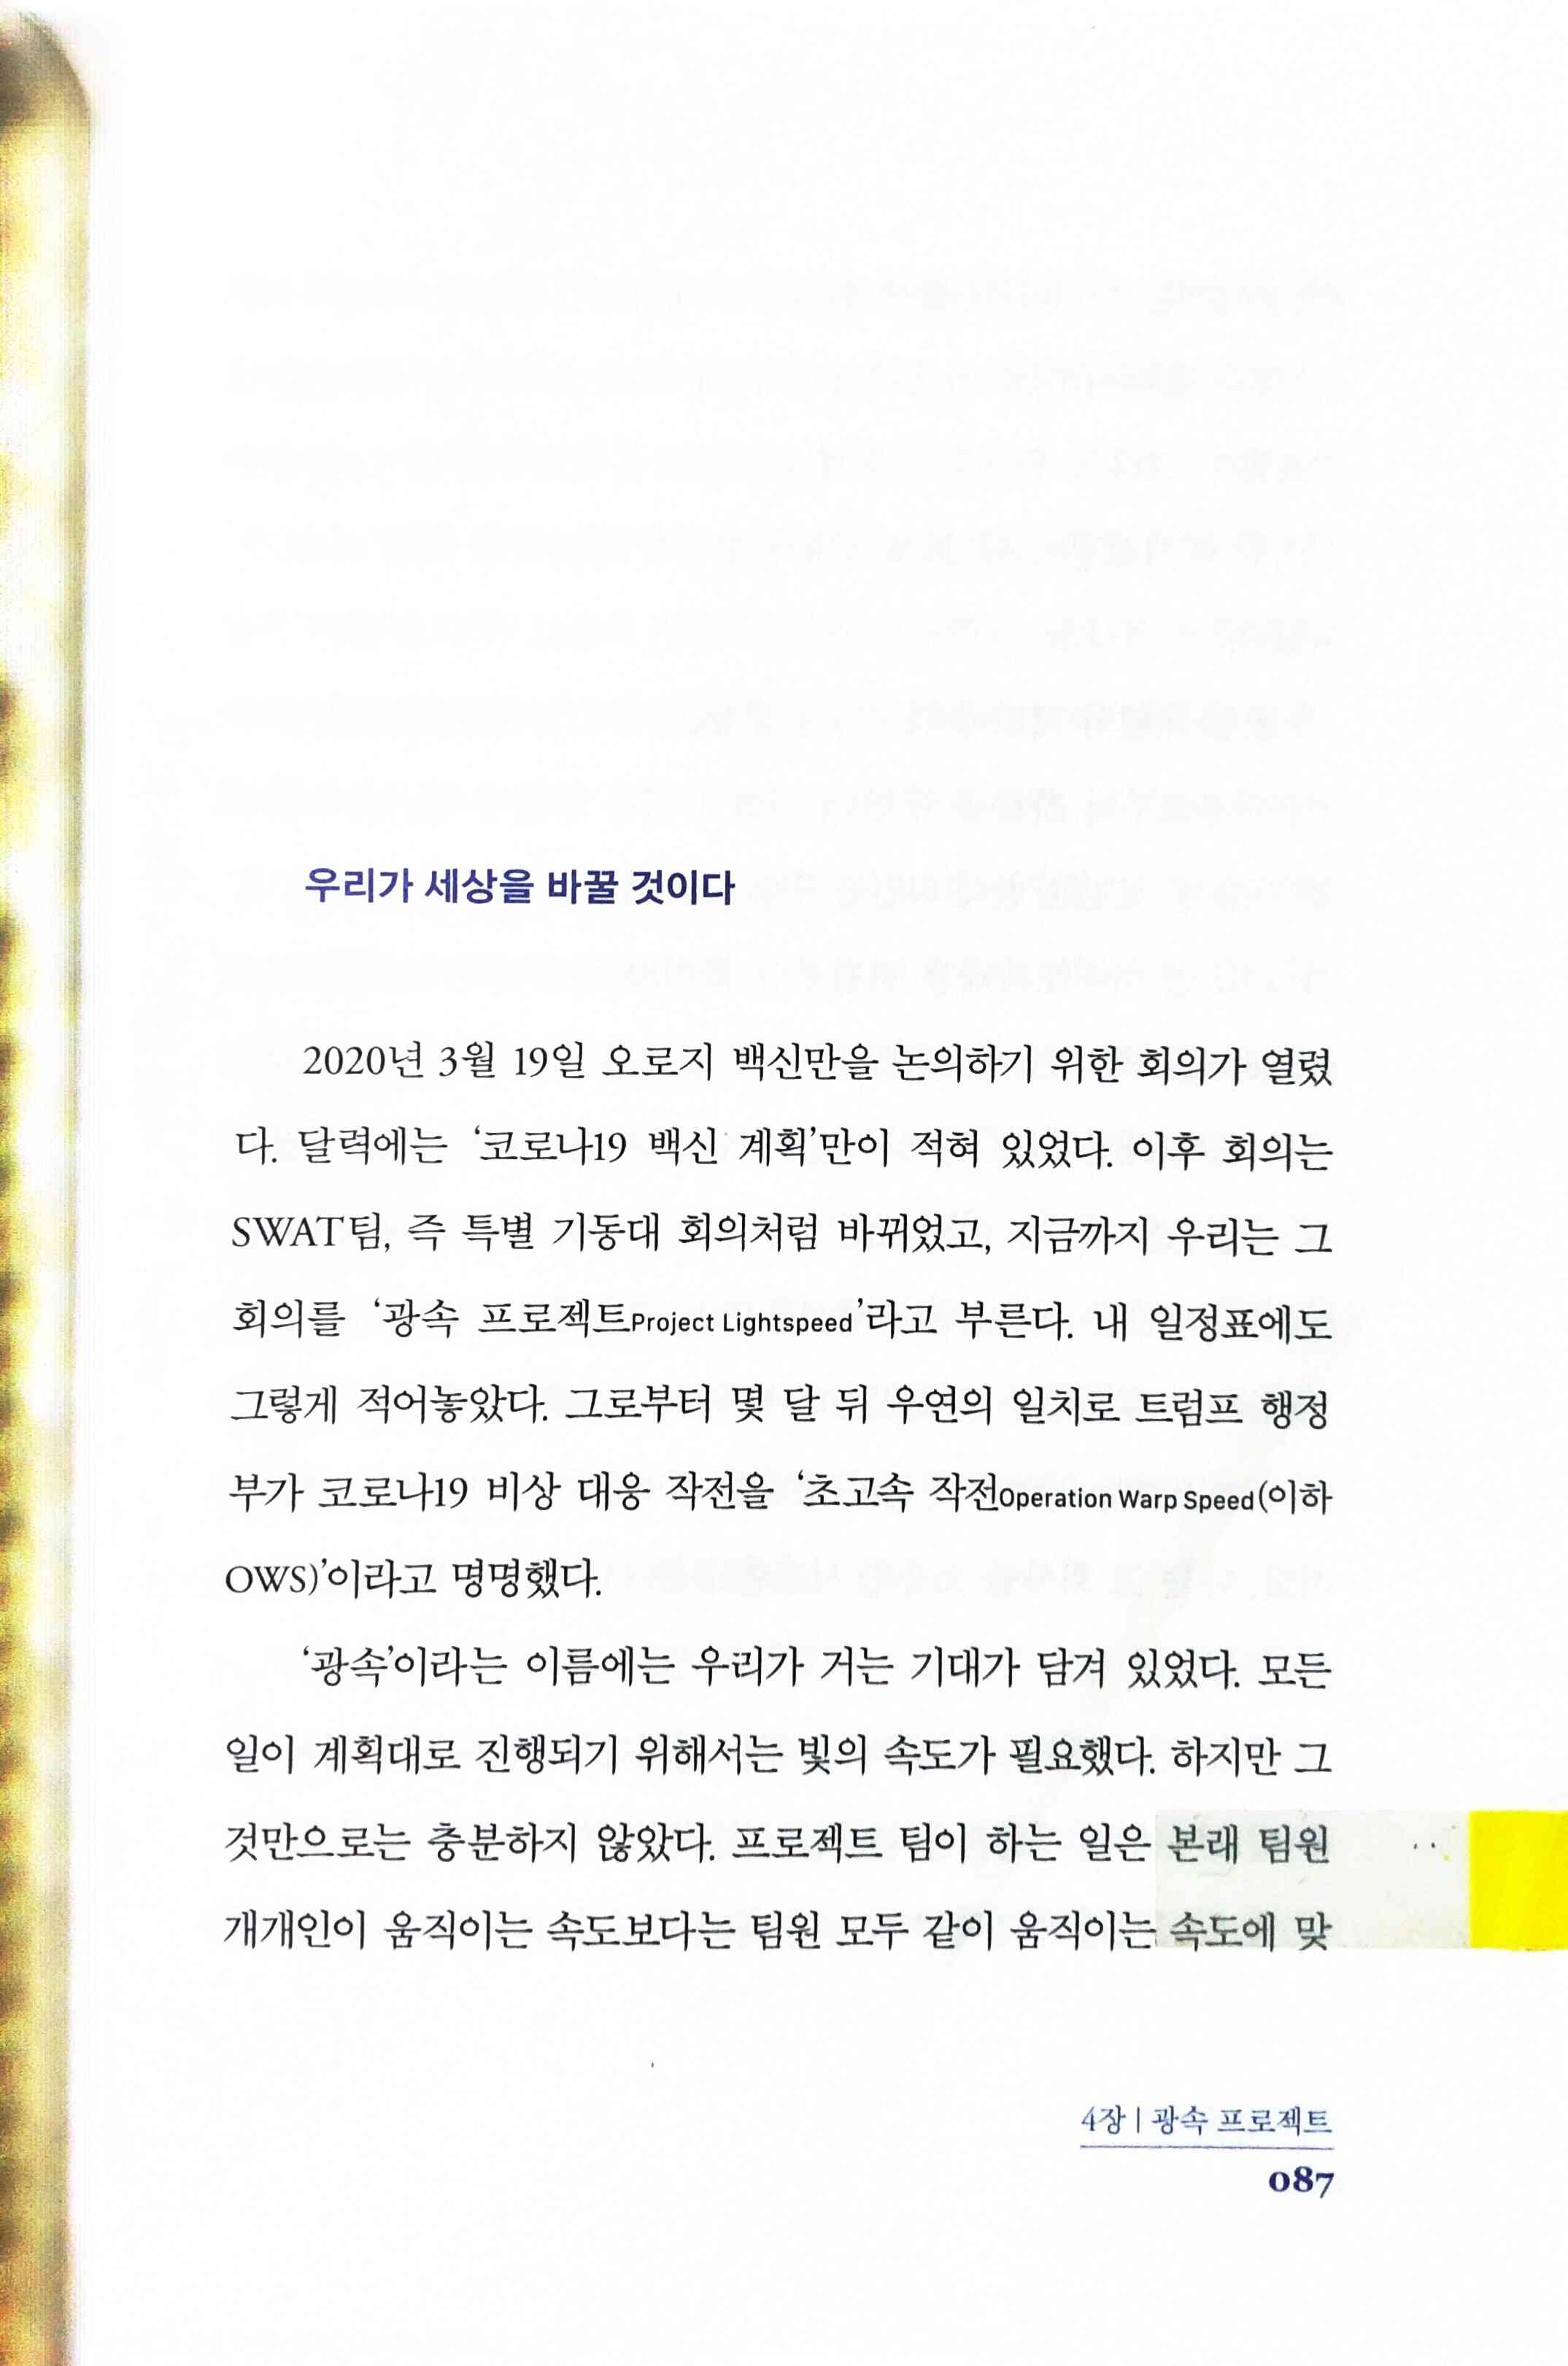 우리가 세상을 바꿀 것이다
2020년 3월 19일 오로지 백신만을 논의하기 위한 회의가 열렸
다. 달력에는 ‘코로나19 백신 계획’만이 적혀 있었다. 이후 회의는
SWAT팀, 즉 특별 기동대 회의처럼 바뀌었고, 지금까지 우리는 그
회의를 ‘광속 프로젝트Project Lightspeed’라고 부른다. 내 일정표에도
그렇게 적어놓았다. 그로부터 몇 달 뒤 우연의 일치로 트럼프 행정
부가 코로나19 비상 대응 작전을 ‘초고속 작전Operation Warp Speed(이하
OWS)’이라고 명명했다.
‘광속’이라는 이름에는 우리가 거는 기대가 담겨 있었다. 모든
일이 계획대로 진행되기 위해서는 빛의 속도가 필요했다. 하지만 그
것만으로는 충분하지 않았다. 프로젝트 팀이 하는 일은 본래 팀원
개개인이 움직이는 속도보다는 팀원 모두 같이 움직이는 속도에 맞
4장 | 광속 프로젝트
087